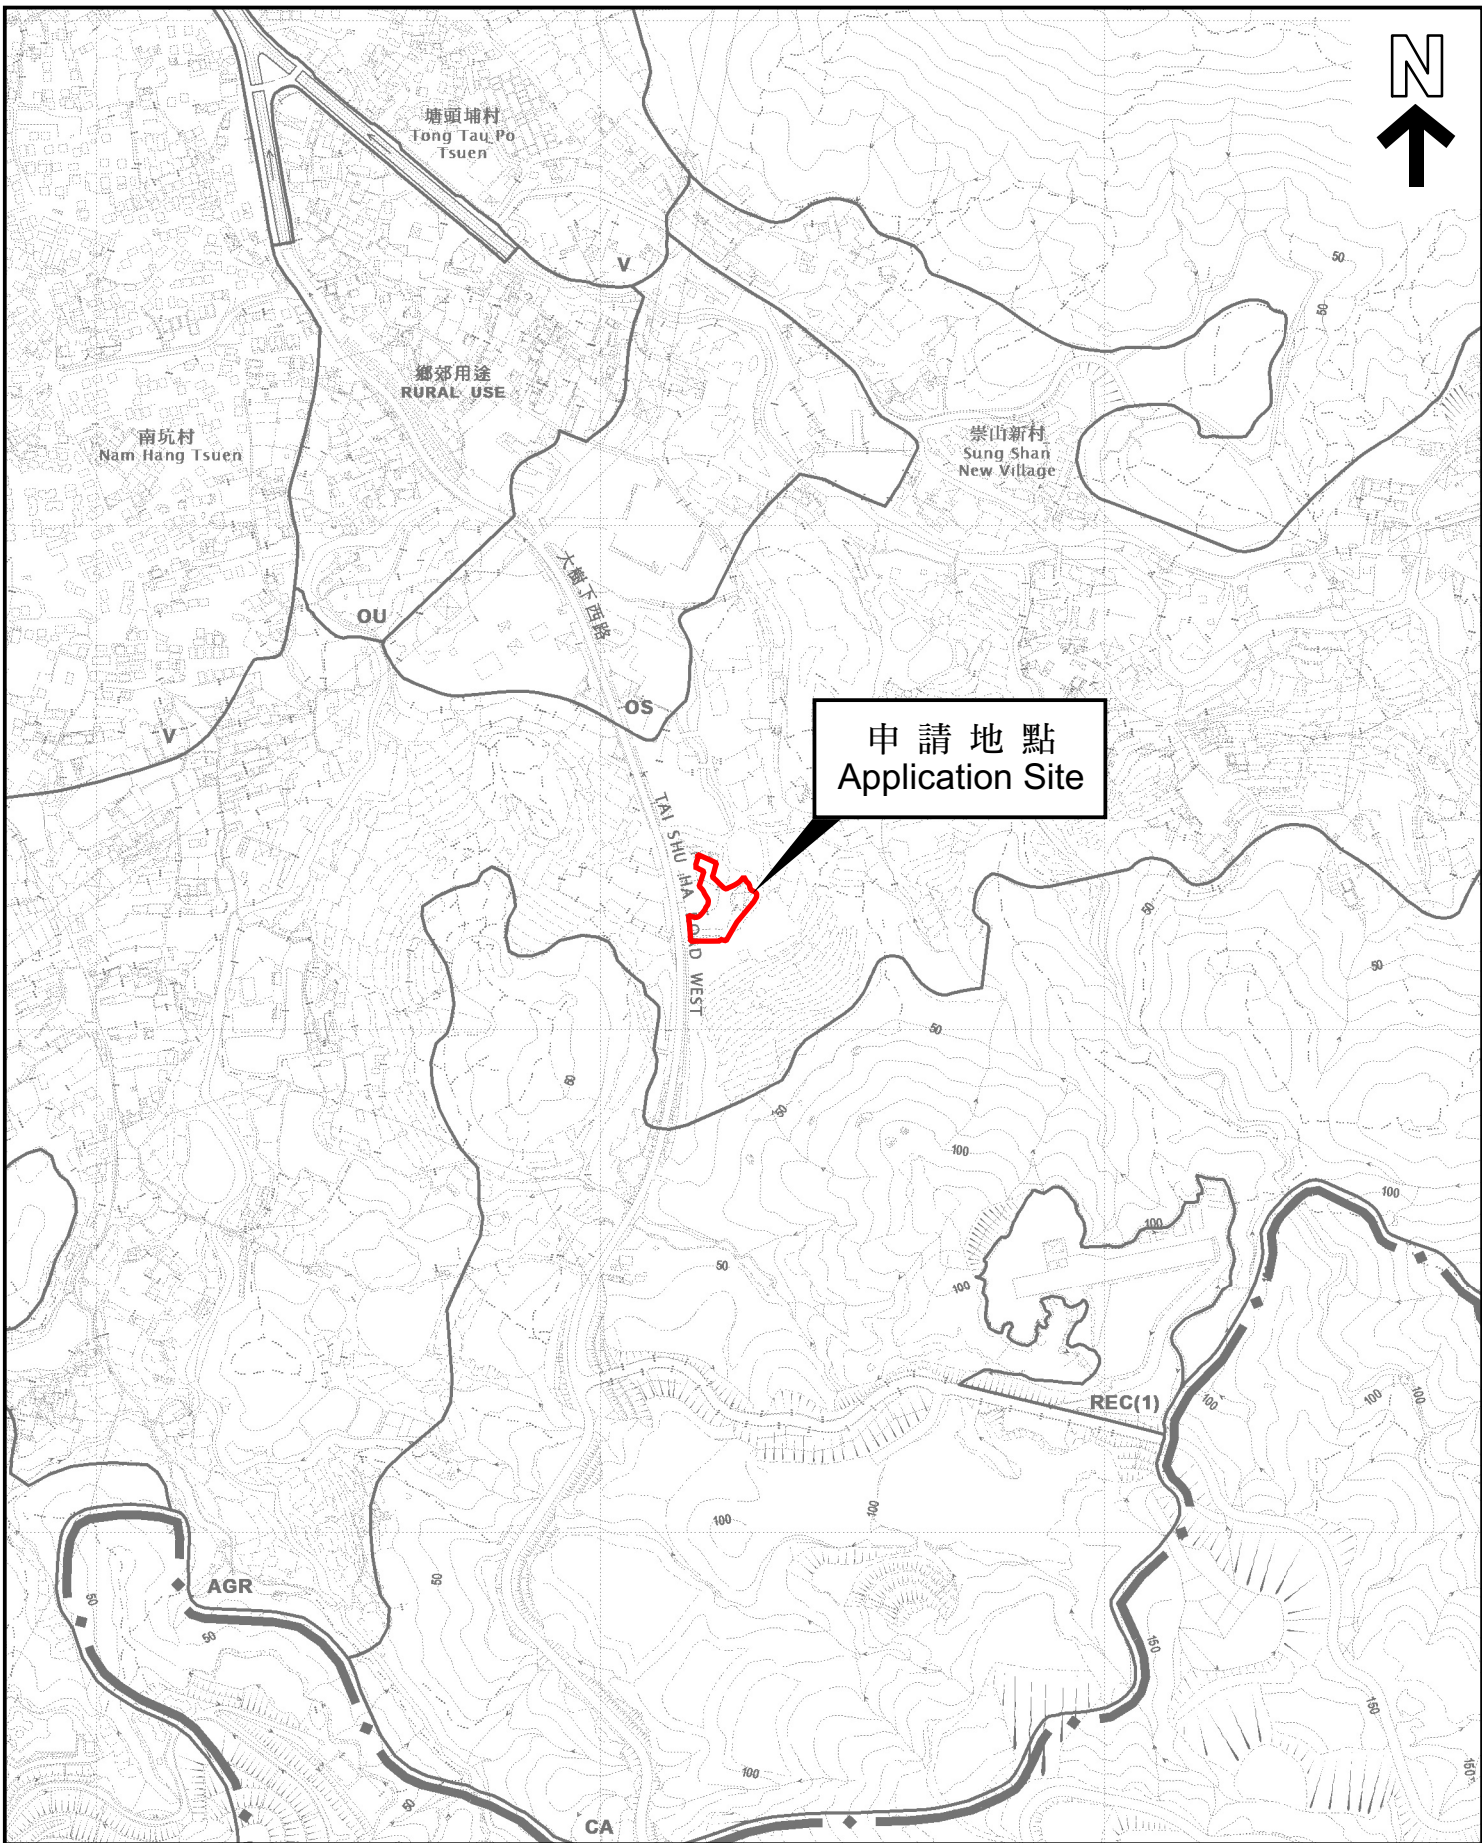 N
塘頭埔村
Tong Tau Po
Tsuen
V
50
50
鄉郊用途
RURAL USE
南坑村
Nam Hang Tsuen
崇山新村
Sung Shan
New Village
大樹下西路
OU
OS
V
申請地點
Application Site
TAI SHU HA ROAD WEST
50
50
50
50
100
100
100
50
100
REC(1)
100
100
100
100
100
50
AGR
50
50
150
150
150
100
50
CA